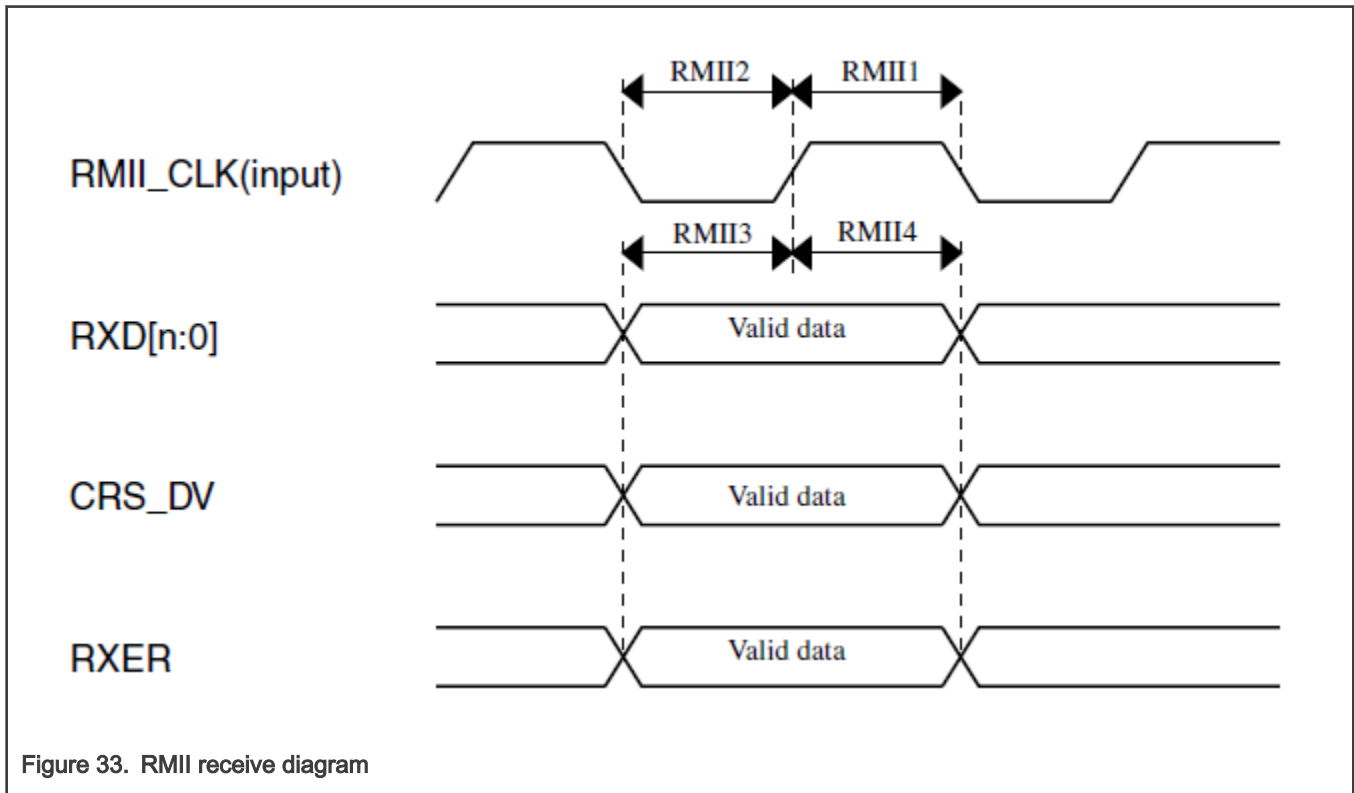 RMII2 RMII1
RMII_CLK(input)
RMII3 RMII4
RXD[n:0] Valid data
CRS_DV Valid data
RXER Valid data
Figure 33. RMII receive diagram